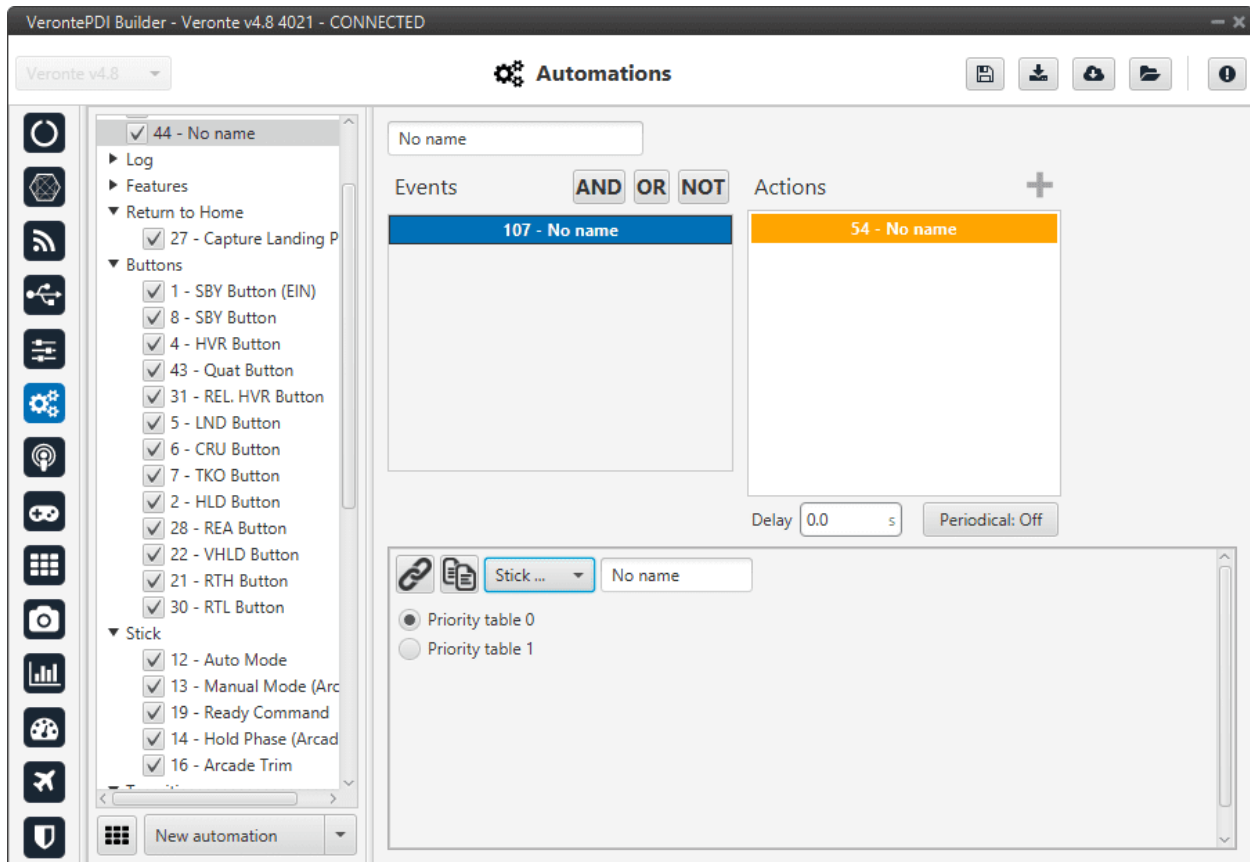 VerontePDI Builder - Veronte v4.8 4021 - CONNECTED
Veronte v4.8
Automations
44 - No name
Log
Features
Return to Home
27 - Capture Landing P
Buttons
1 - SBY Button (EIN)
8 - SBY Button
4 - HVR Button
43 - Quat Button
31 - REL. HVR Button
5 - LND Button
6 - CRU Button
7 - TKO Button
2 - HLD Button
28 - REA Button
22 - VHLD Button
21 - RTH Button
30 - RTL Button
Stick
12 - Auto Mode
13 - Manual Mode (Arc
19 - Ready Command
14 - Hold Phase (Arcad
16 - Arcade Trim
New automation
No name
Events AND OR NOT Actions
107 - No name
54 - No name
Delay 0.0 s Periodical: Off
Stick ... No name
Priority table 0
Priority table 1